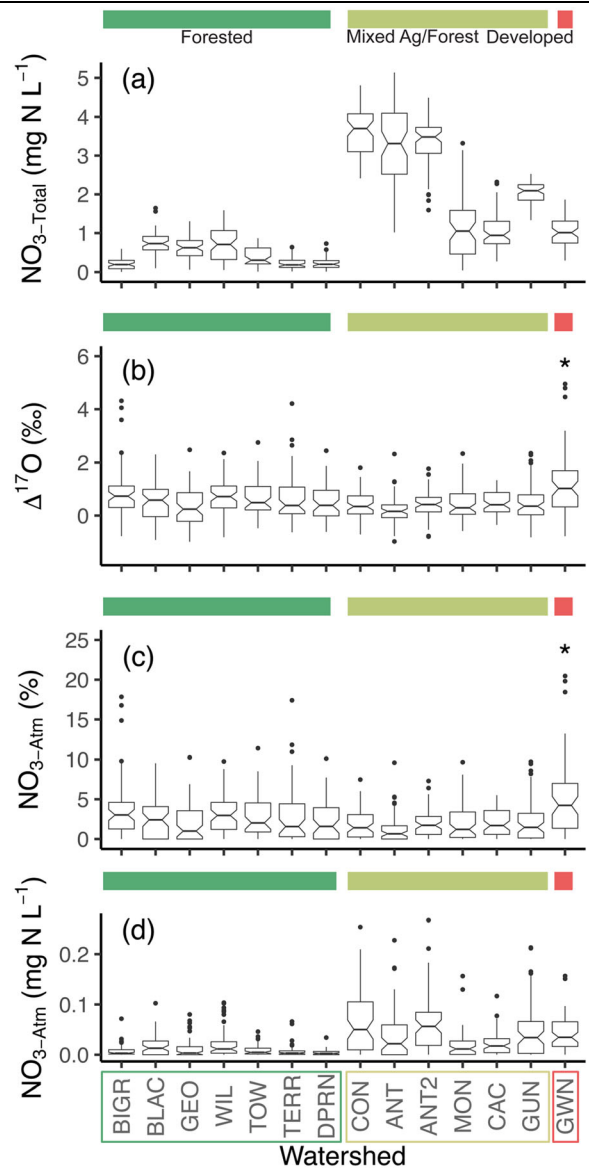 Forested Mixed Ag/Forest Developed
(a)
NO3-Total (mg N L−1)
5
4
3
2
1
0
(b)
*
Δ17O (‰)
6
4
2
0
(c)
*
NO3-Atm (%)
25
20
15
10
5
0
(d)
NO3-Atm (mg N L−1)
0.2
0.1
0.0
BIGR
BLAC
GEO
WIL
TOW
TERR
DPRN
CON
ANT
ANT2
MON
CAC
GUN
GWN
Watershed